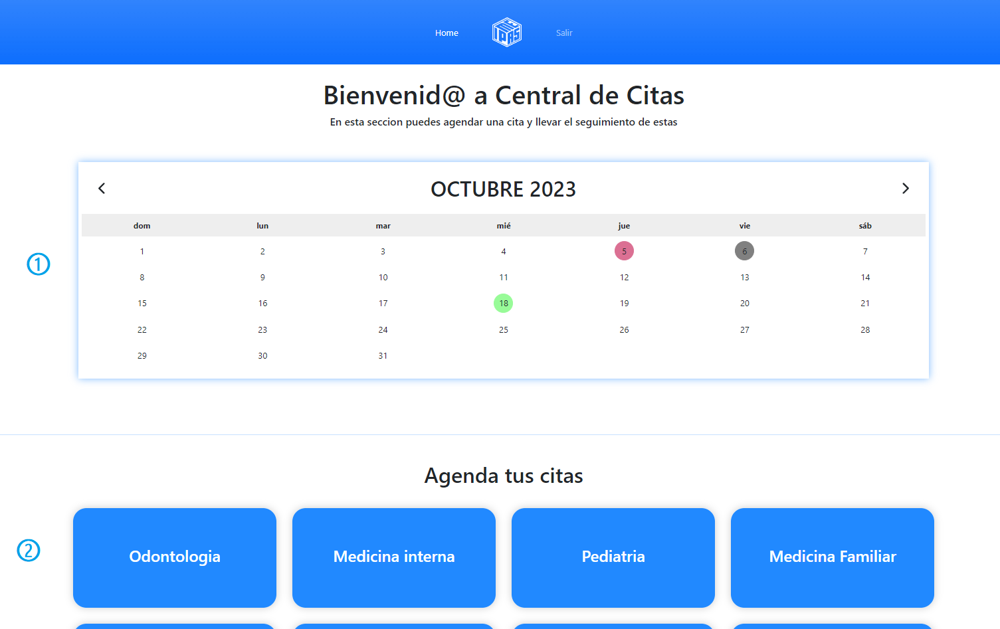 Home
Salir
Bienvenid@ a Central de Citas
En esta seccion puedes agendar una cita y llevar el seguimiento de estas
OCTUBRE 2023
dom lun mar mié jue vie sáb
1 2 3 4 5 6 7
8 9 10 11 12 13 14
15 16 17 18 19 20 21
22 23 24 25 26 27 28
29 30 31
1
Agenda tus citas
2
Odontologia
Medicina interna
Pediatria
Medicina Familiar